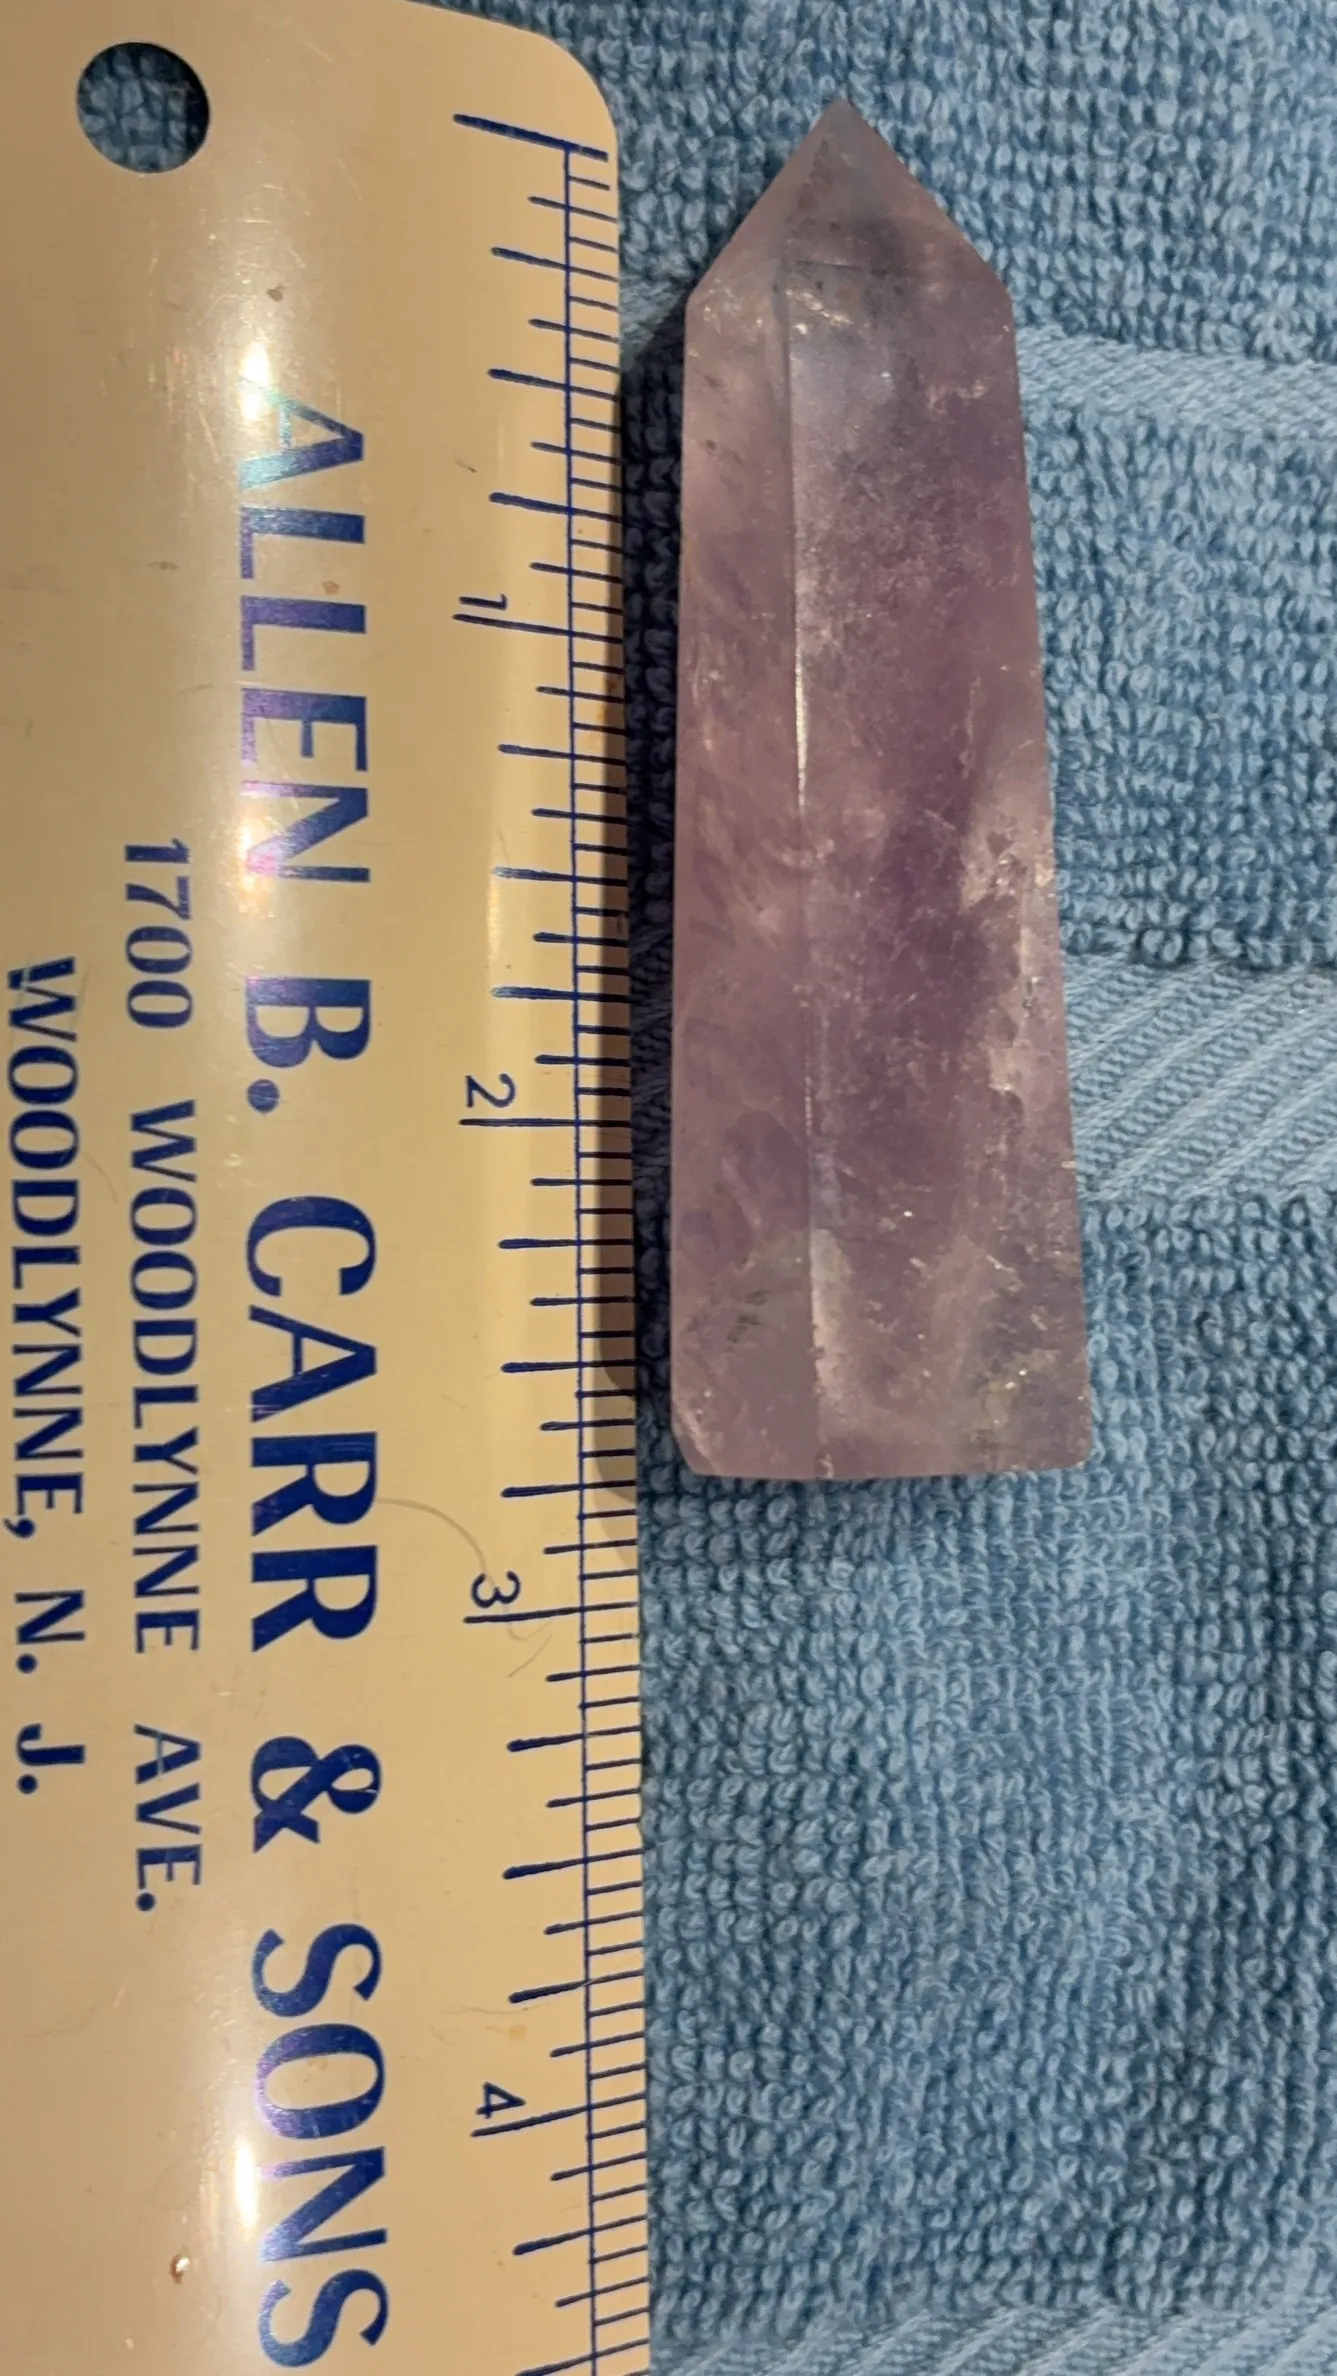 ALLEN B. CARR & SONS
1700 WOODLYNNE AVE.
WOODLYNNE, N. J.
1 2 3 4